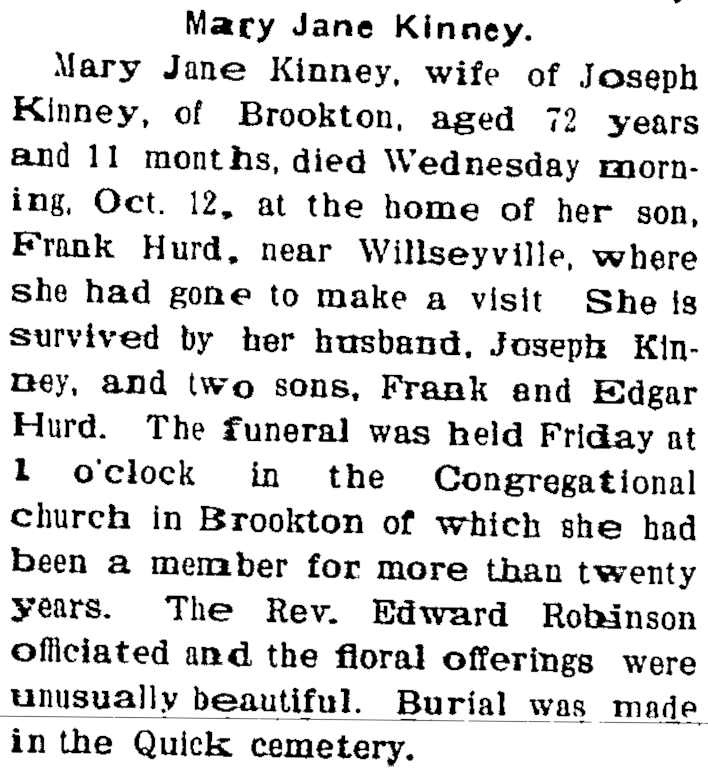 Mary Jane Kinney.
Mary Jane Kinney, wife of Joseph
Kinney, of Brookton, aged 72 years
and 11 months, died Wednesday morn-
ing, Oct. 12, at the home of her son,
Frank Hurd, near Willseyville, where
she had gone to make a visit She is
survived by her husband, Joseph Kin-
ney, and two sons, Frank and Edgar
Hurd. The funeral was held Friday at
1 o'clock in the Congregational
church in Brookton of which she had
been a member for more than twenty
years. The Rev. Edward Robinson
officiated and the floral offerings were
unusually beautiful. Burial was made
in the Quick cemetery.